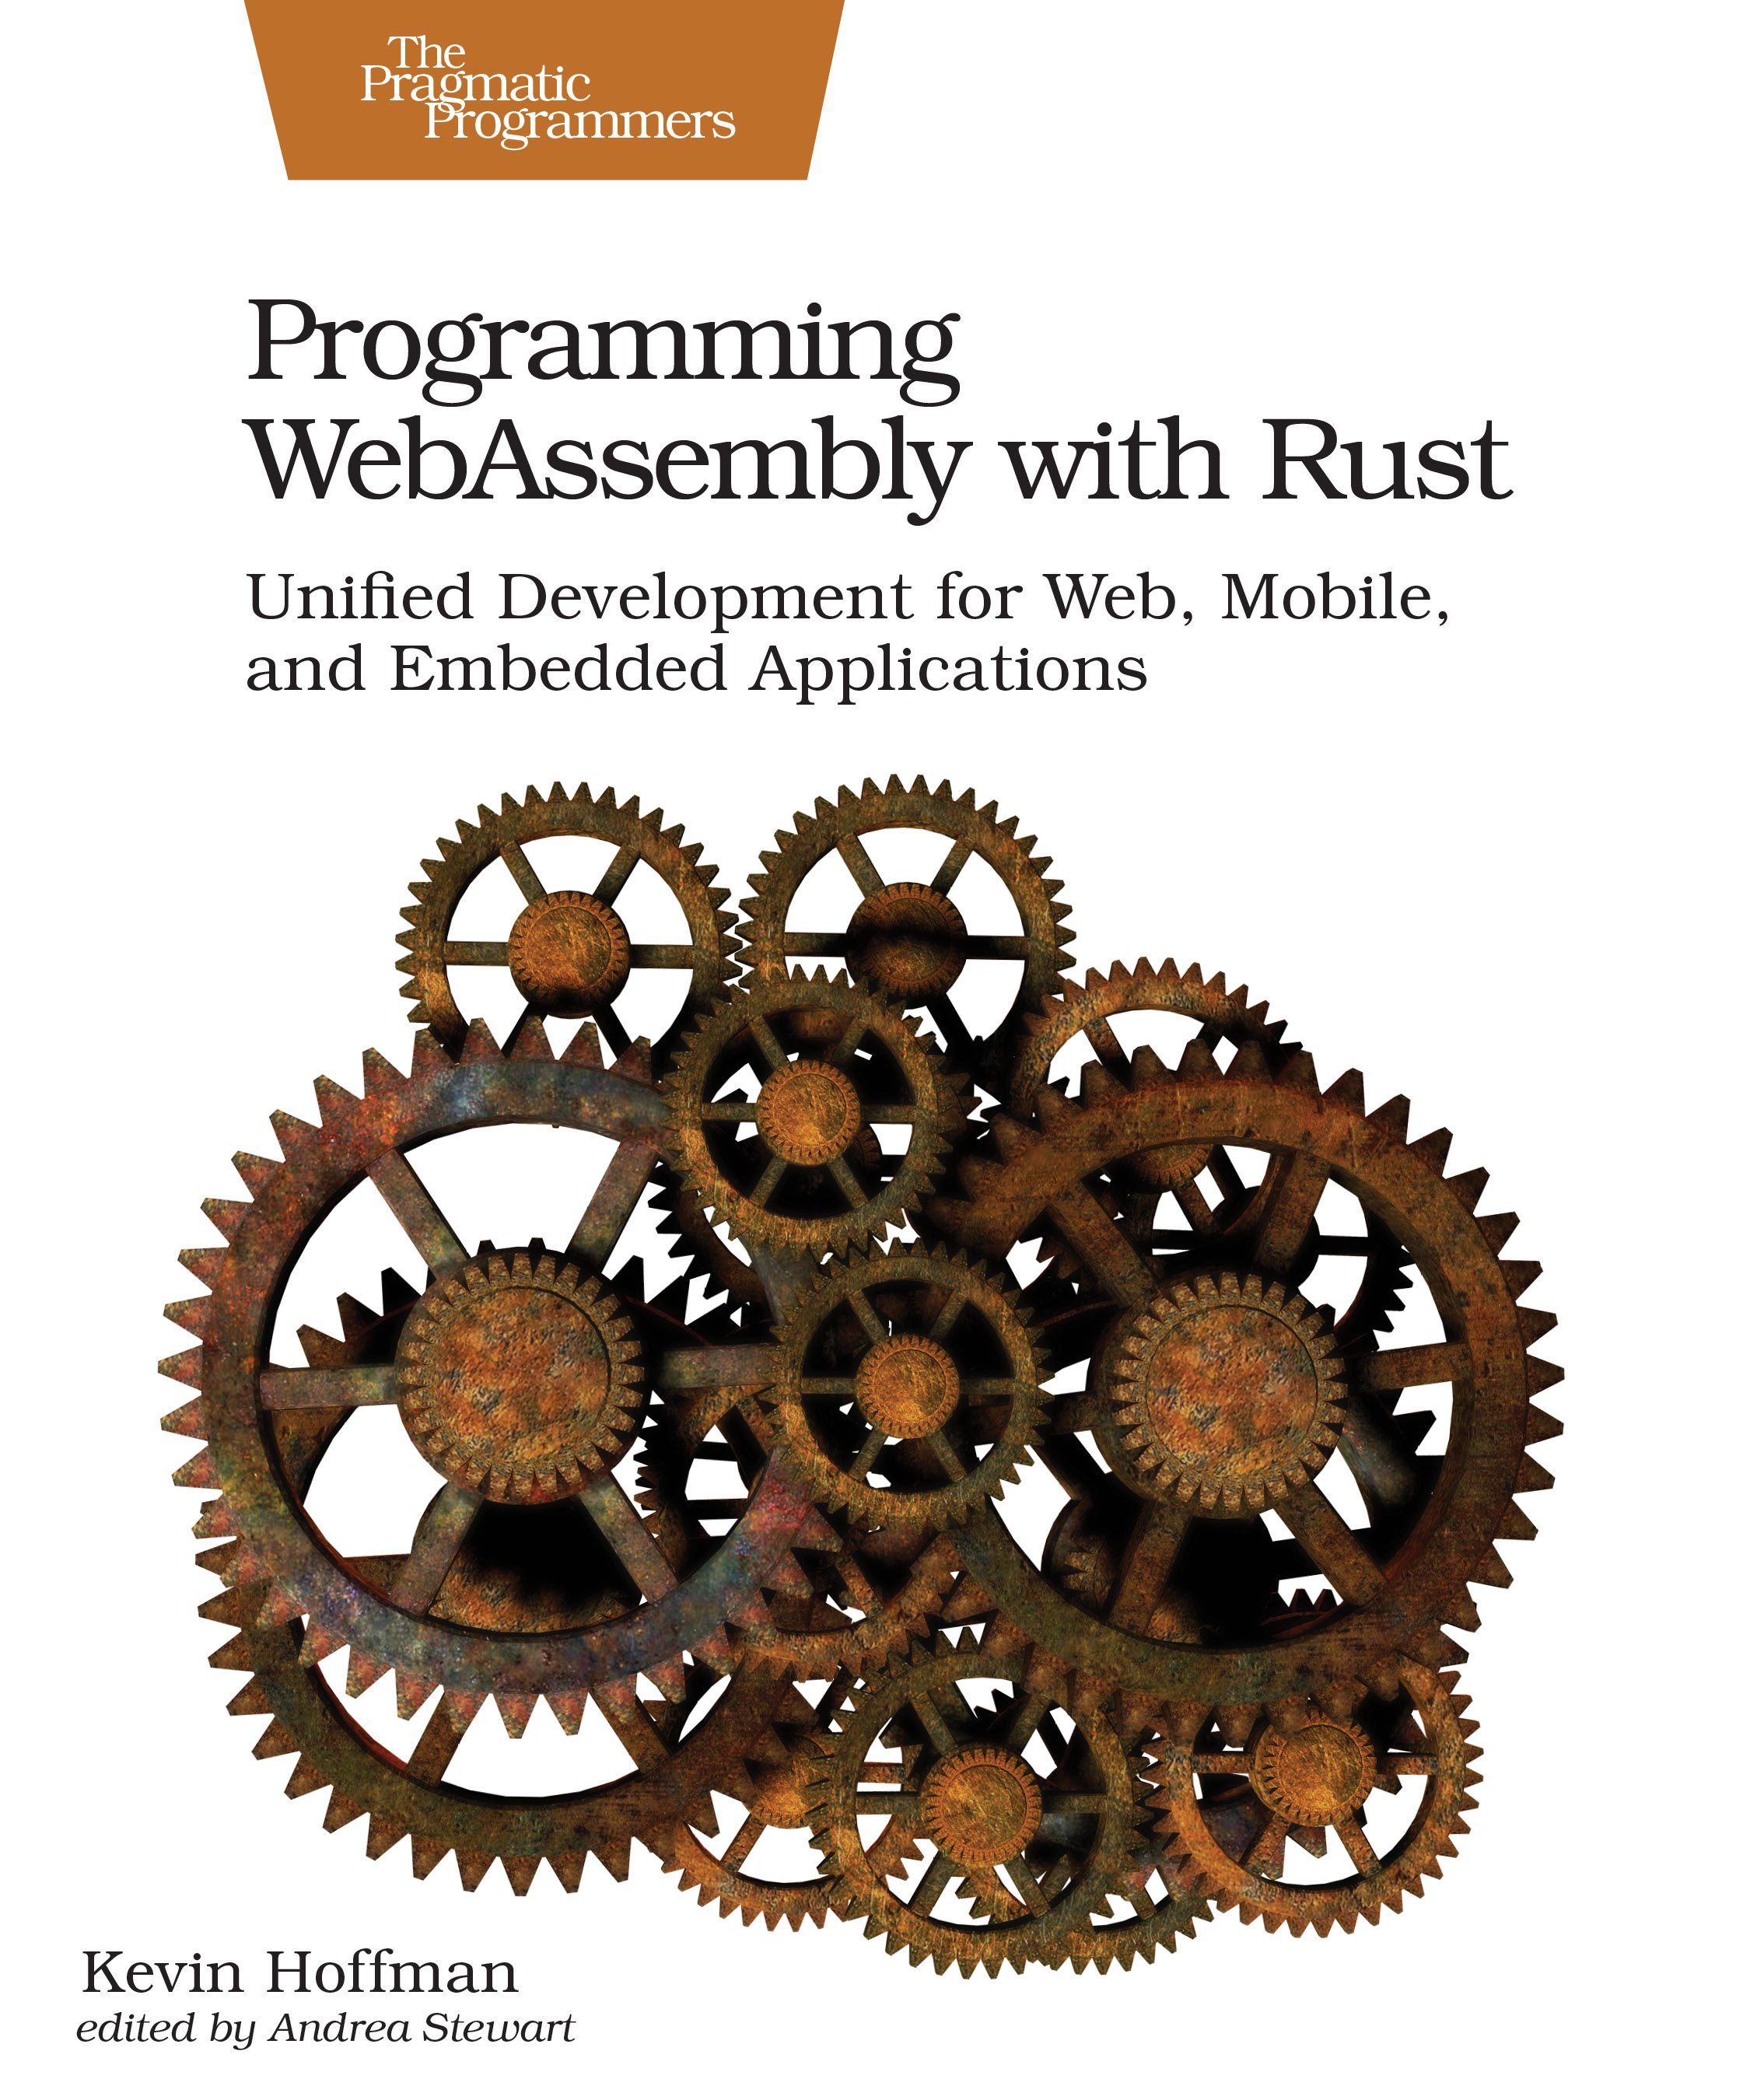 The
Pragmatic
Programmers
Programming
WebAssembly with Rust
Unified Development for Web, Mobile,
and Embedded Applications
Kevin Hoffman
edited by Andrea Stewart